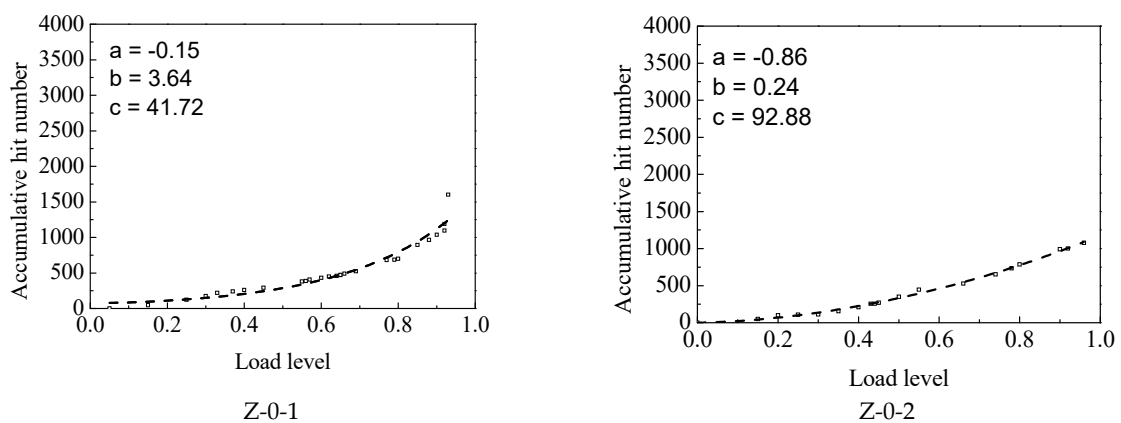 4000
3500
3000
2500
2000
1500
1000
500
0
Accumulative hit number
a = -0.15
b = 3.64
c = 41.72
0.0 0.2 0.4 0.6 0.8 1.0
Load level
Z-0-1
4000
3500
3000
2500
2000
1500
1000
500
0
Accumulative hit number
a = -0.86
b = 0.24
c = 92.88
0.0 0.2 0.4 0.6 0.8 1.0
Load level
Z-0-2